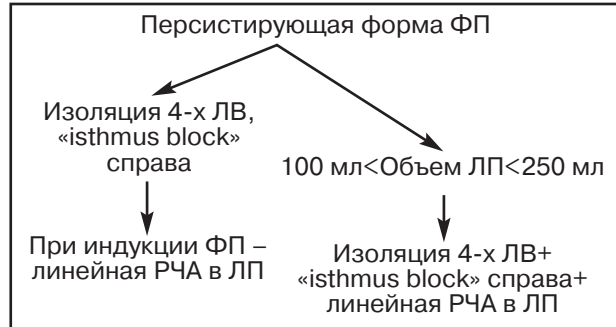 Персистирующая форма ФП
Изоляция 4-х ЛВ,
«isthmus block»
справа
100 мл<Объем ЛП<250 мл
При индукции ФП –
линейная РЧА в ЛП
Изоляция 4-х ЛВ+
«isthmus block» справа+
линейная РЧА в ЛП